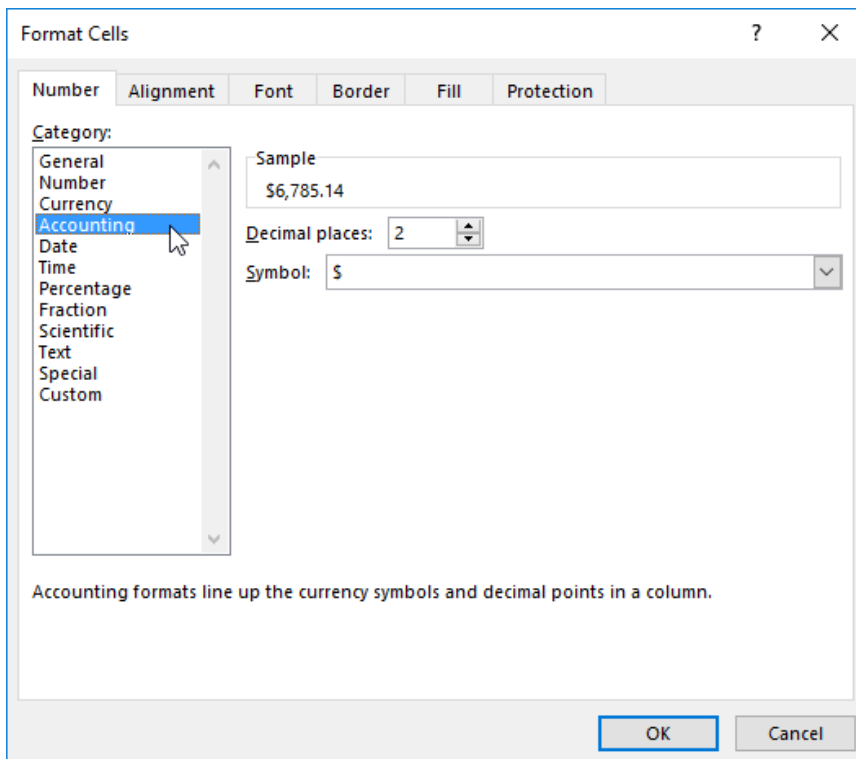 Format Cells ?
Number Alignment Font Border Fill Protection
Category:
General
Number
Currency
Accounting
Date
Time
Percentage
Fraction
Scientific
Text
Special
Custom
Sample
$6,785.14
Decimal places: 2
Symbol: $
Accounting formats line up the currency symbols and decimal points in a column.
OK Cancel